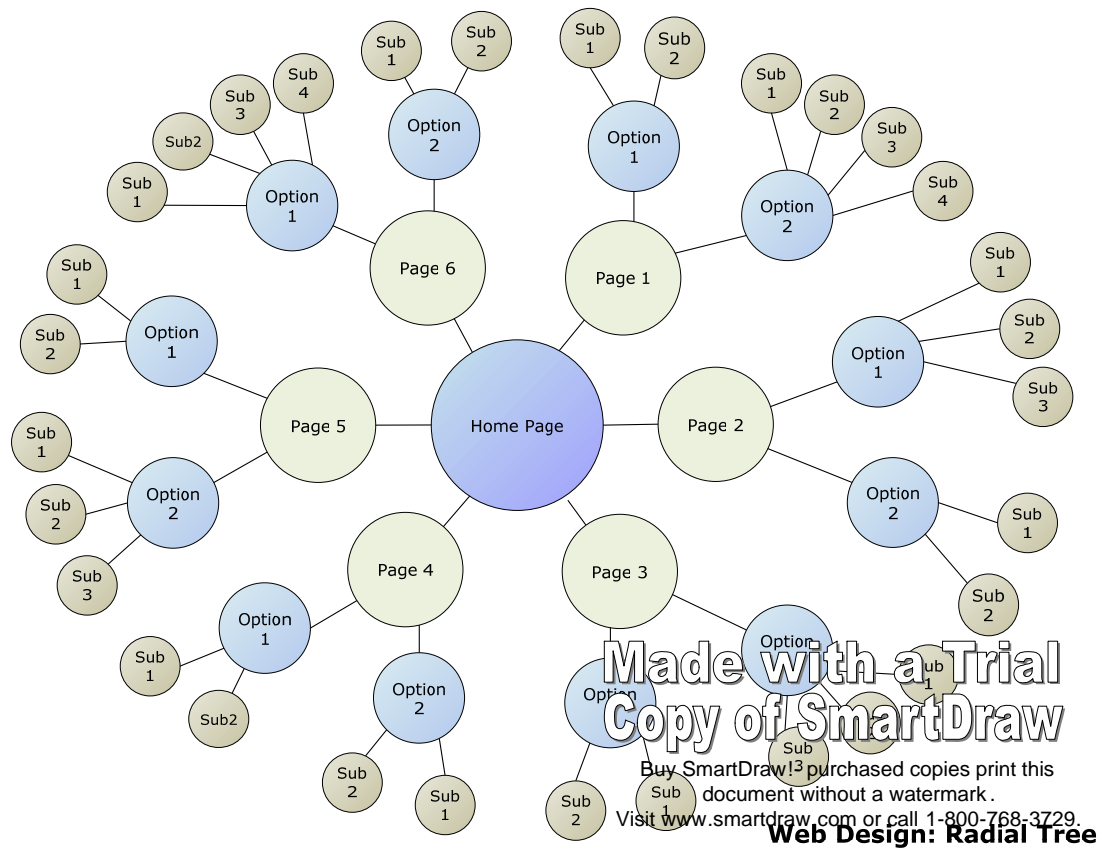 Home Page
Page 1
Option
1
Sub
1
Sub
2
Option
2
Sub
1
Sub
2
Sub
3
Sub
4
Page 2
Option
1
Sub
1
Sub
2
Sub
3
Option
2
Sub
1
Sub
2
Page 3
Option
Sub
1
Sub
3
Option
Sub
1
Sub
2
Page 4
Option
2
Sub
1
Sub
2
Option
1
Sub2
Sub
1
Page 5
Option
2
Sub
3
Sub
2
Sub
1
Option
1
Sub
2
Sub
1
Page 6
Option
1
Sub
1
Sub2
Sub
3
Sub
4
Option
2
Sub
1
Sub
2
Made with a Trial
Copy of SmartDraw
Buy SmartDraw!- purchased copies print this
document without a watermark .
Visit www.smartdraw.com or call 1-800-768-3729.
Web Design: Radial Tree